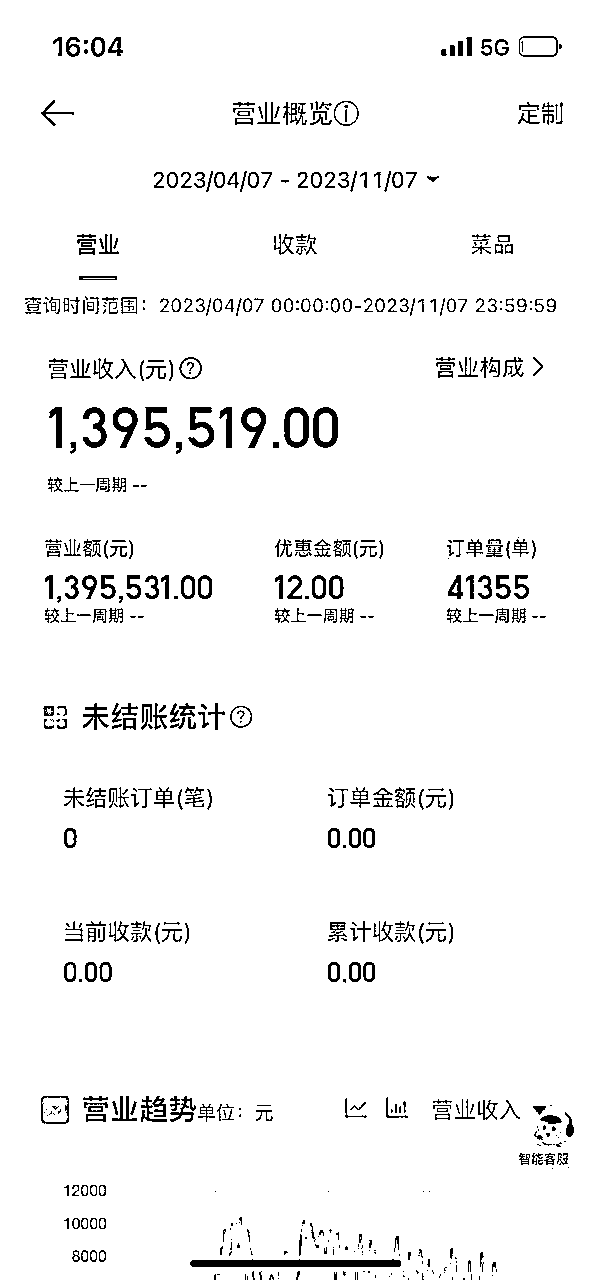 16:04 5G
营业概览 定制
2023/04/07 - 2023/11/07
营业 收款 菜品
查询时间范围：2023/04/07 00:00:00-2023/11/07 23:59:59
营业收入(元)? 营业构成 >
1,395,519.00
较上一周期 --
营业额(元) 优惠金额(元) 订单量(单)
1,395,531.00 12.00 41355
较上一周期 -- 较上一周期 -- 较上一周期 --
未结账统计?
未结账订单(笔) 订单金额(元)
0 0.00
当前收款(元) 累计收款(元)
0.00 0.00
营业趋势单位：元 营业收入
智能客服
12000
10000
8000